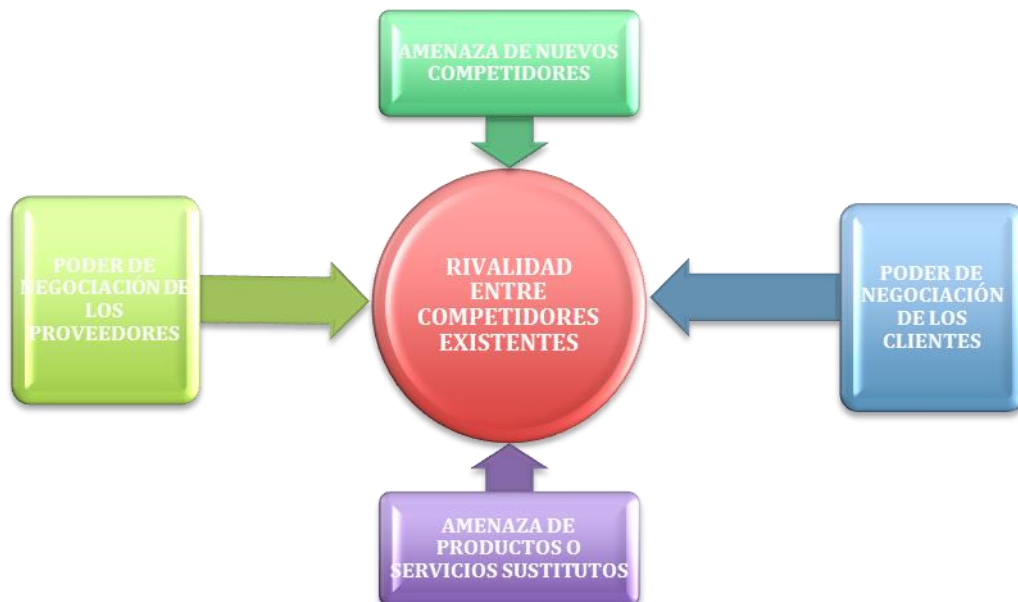 AMENAZA DE NUEVOS
COMPETIDORES
PODER DE
NEGOCIACIÓN DE
LOS
PROVEEDORES
RIVALIDAD
ENTRE
COMPETIDORES
EXISTENTES
PODER DE
NEGOCIACIÓN
DE LOS
CLIENTES
AMENAZA DE
PRODUCTOS O
SERVICIOS SUSTITUTOS